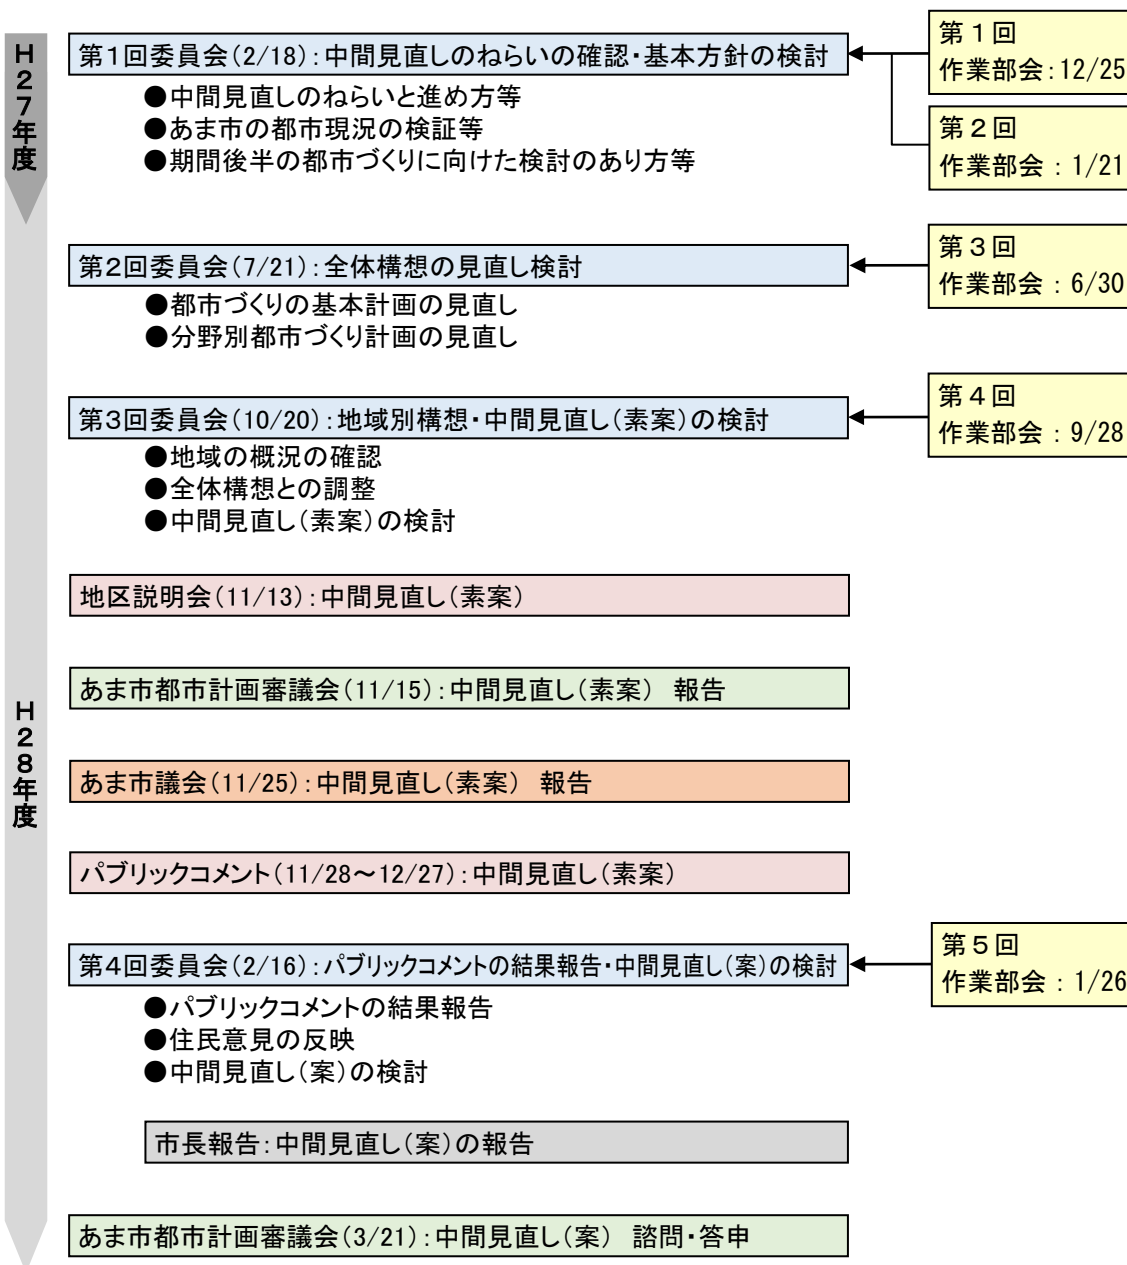 H27年度
第1回委員会(2/18):中間見直しのねらいの確認・基本方針の検討
●中間見直しのねらいと進め方等
●あま市の都市現況の検証等
●期間後半の都市づくりに向けた検討のあり方等
第1回
作業部会:12/25
第2回
作業部会:1/21
H28年度
第2回委員会(7/21):全体構想の見直し検討
●都市づくりの基本計画の見直し
●分野別都市づくり計画の見直し
第3回
作業部会:6/30
第3回委員会(10/20):地域別構想・中間見直し(素案)の検討
●地域の概況の確認
●全体構想との調整
●中間見直し(素案)の検討
第4回
作業部会:9/28
地区説明会(11/13):中間見直し(素案)
あま市都市計画審議会(11/15):中間見直し(素案) 報告
あま市議会(11/25):中間見直し(素案) 報告
パブリックコメント(11/28~12/27):中間見直し(素案)
第4回委員会(2/16):パブリックコメントの結果報告・中間見直し(案)の検討
●パブリックコメントの結果報告
●住民意見の反映
●中間見直し(案)の検討
第5回
作業部会:1/26
市長報告:中間見直し(案)の報告
あま市都市計画審議会(3/21):中間見直し(案) 諮問・答申